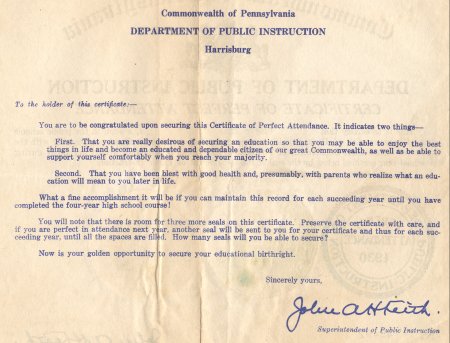 Commonwealth of Pennsylvania
DEPARTMENT OF PUBLIC INSTRUCTION
Harrisburg
To the holder of this certificate:—
You are to be congratulated upon securing this Certificate of Perfect Attendance. It indicates two things—
First. That you are really desirous of securing an education so that you may be able to enjoy the best
things in life and become an educated and dependable citizen of our great Commonwealth, as well as be able to
support yourself comfortably when you reach your majority.
Second. That you have been blest with good health and, presumably, with parents who realize what an edu-
cation will mean to you later in life.
What a fine accomplishment it will be if you can maintain this record for each succeeding year until you have
completed the four-year high school course!
You will note that there is room for three more seals on this certificate. Preserve the certificate with care, and
if you are perfect in attendance next year, another seal will be sent to you for your certificate and thus for each suc-
ceeding year, until all the spaces are filled. How many seals will you be able to secure?
Now is your golden opportunity to secure your educational birthright.
Sincerely yours,
John A H Keith
Superintendent of Public Instruction